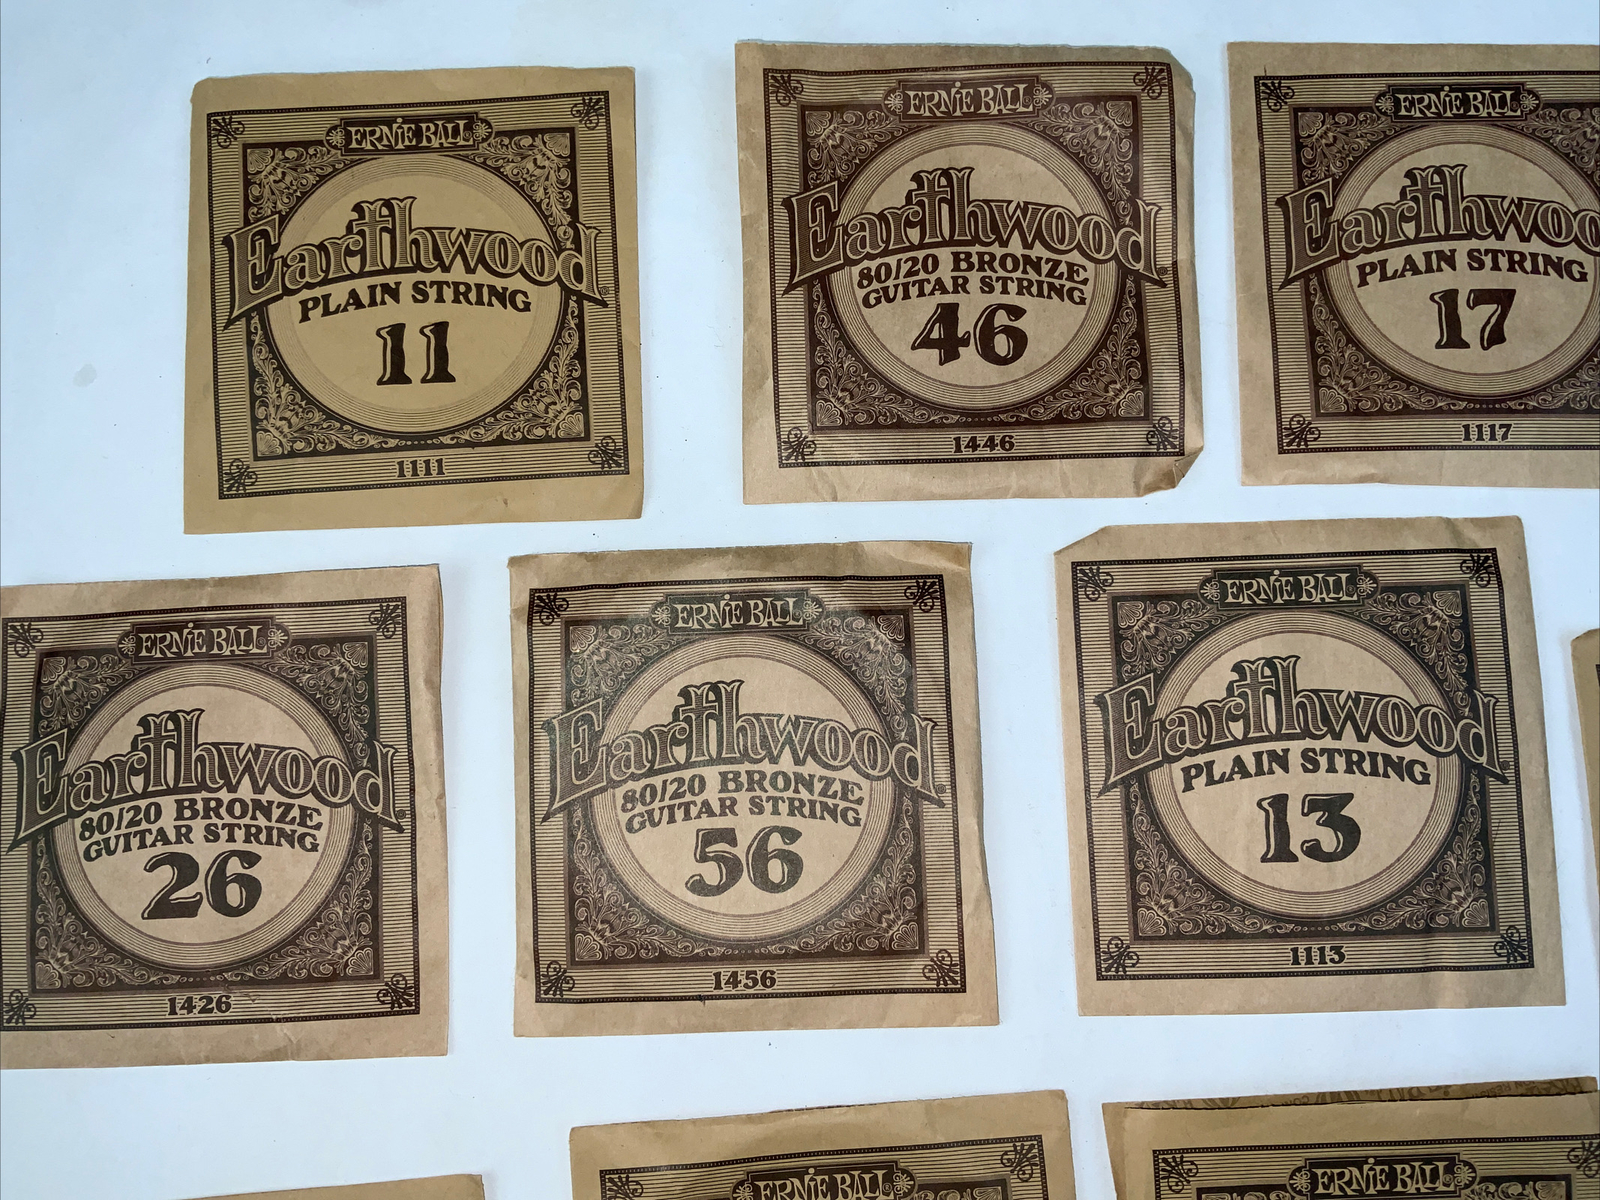 ERNIE BALL
Earthwood®
PLAIN STRING
11
1111
ERNIE BALL
Earthwood®
80/20 BRONZE
GUITAR STRING
46
1446
ERNIE BALL
Earthwoo
PLAIN STRING
17
1117
ERNIE BALL
Earthwood®
80/20 BRONZE
GUITAR STRING
26
1426
ERNIE BALL
Earthwood®
80/20 BRONZE
GUITAR STRING
56
1456
ERNIE BALL
Earthwood®
PLAIN STRING
13
1113
ERNIE BALL
ERNIE BALL